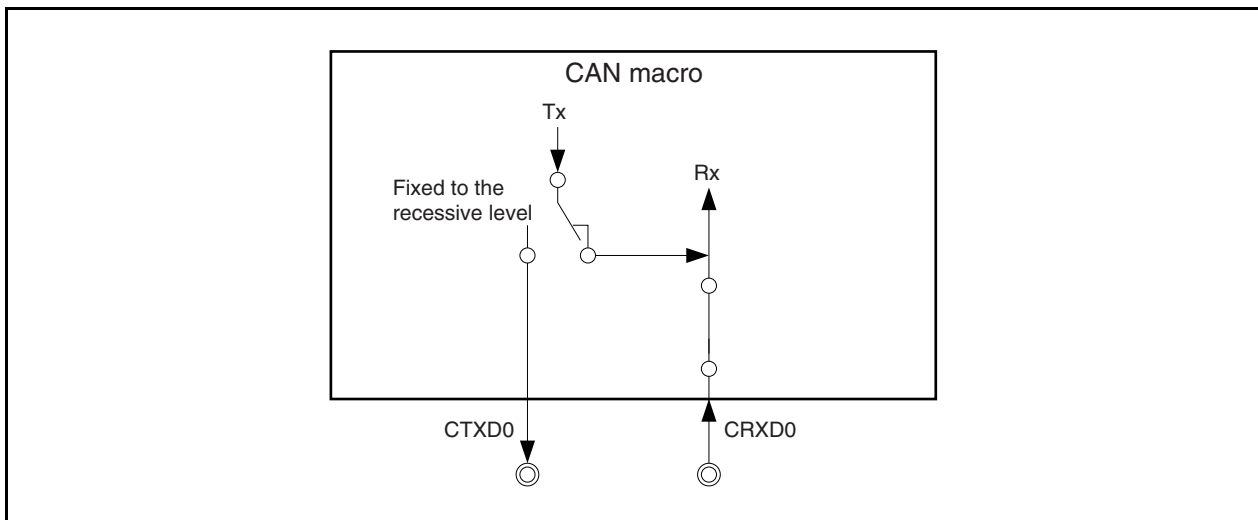 CAN macro
Tx
Rx
Fixed to the
recessive level
CTXD0
CRXD0